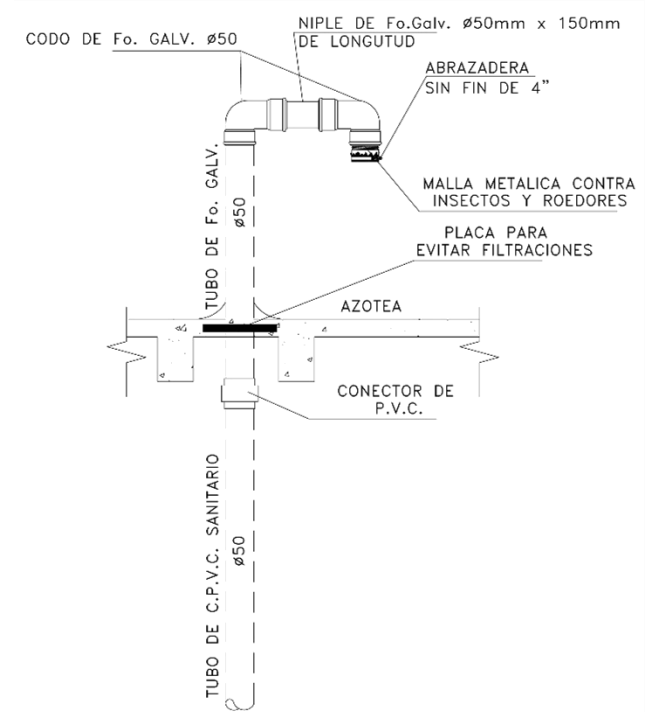 NIPLE DE Fo.Galv. ø50mm x 150mm
DE LONGUTUD
CODO DE Fo. GALV. ø50
ABRAZADERA
SIN FIN DE 4”
MALLA METALICA CONTRA
INSECTOS Y ROEDORES
TUBO DE Fo. GALV.
ø50
PLACA PARA
EVITAR FILTRACIONES
AZOTEA
CONECTOR DE
P.V.C.
TUBO DE C.P.V.C. SANITARIO
ø50